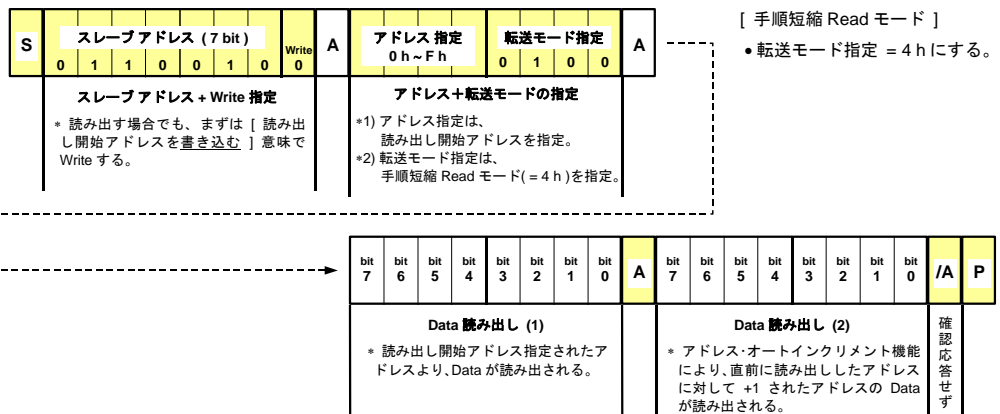 [ 手順短縮 Read モード ]
• 転送モード指定 = 4 h にする。
S スレーブ アドレス ( 7 bit ) Write A アドレス 指定 転送モード指定 A
0 h ~ F h
0 1 1 0 0 1 0 0 0 1 0 0
スレーブ アドレス + Write 指定
* 読み出す場合でも、まずは [ 読み出
し開始アドレスを書き込む ] 意味で
Write する。
アドレス＋転送モードの指定
*1) アドレス指定は、
読み出し開始アドレスを指定。
*2) 転送モード指定は、
手順短縮 Read モード( = 4 h )を指定。
bit 7 bit 6 bit 5 bit 4 bit 3 bit 2 bit 1 bit 0 A bit 7 bit 6 bit 5 bit 4 bit 3 bit 2 bit 1 bit 0 /A P
Data 読み出し (1)
* 読み出し開始アドレス指定されたア
ドレスより、Data が読み出される。
Data 読み出し (2)
* アドレス・オートインクリメント機能
により、直前に読み出ししたアドレス
に対して +1 されたアドレスの Data
が読み出される。
確認応答せず